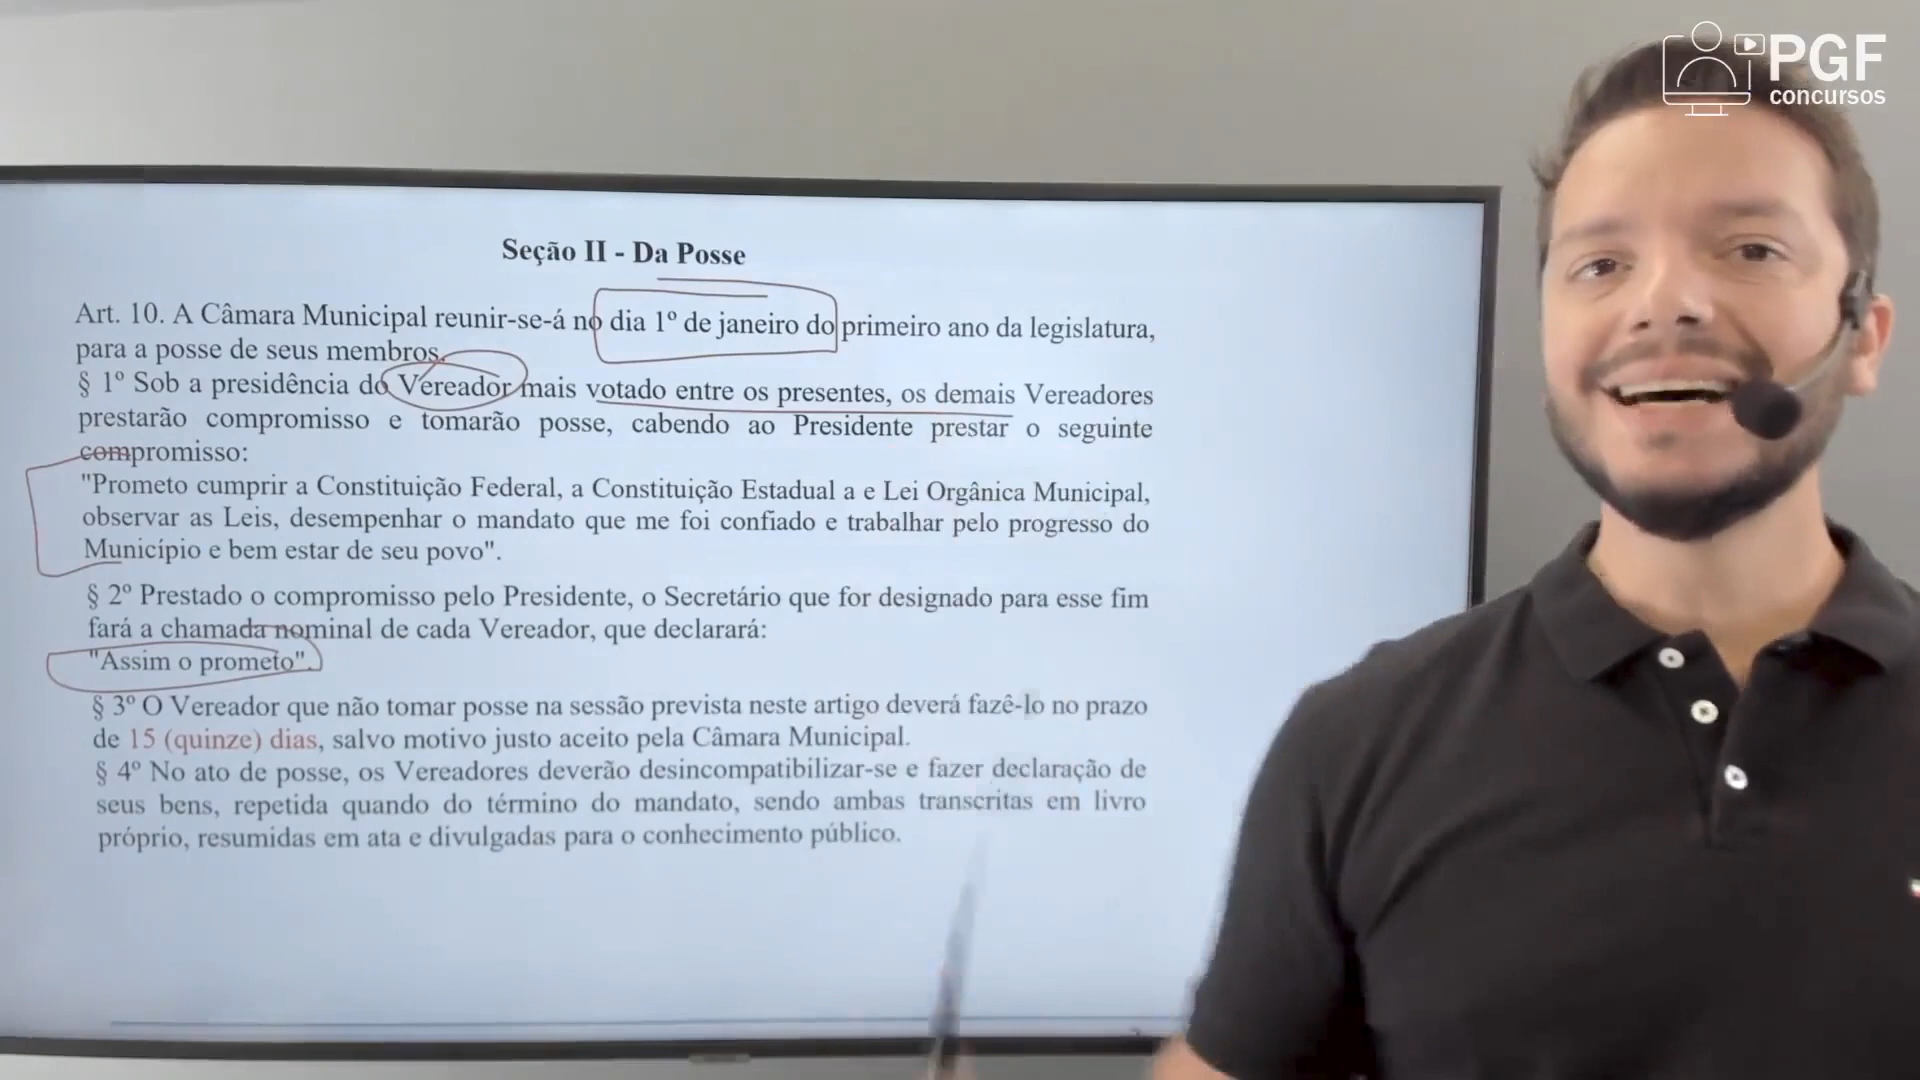 PGF
concursos
Seção II - Da Posse
Art. 10. A Câmara Municipal reunir-se-á no dia 1º de janeiro do primeiro ano da legislatura,
para a posse de seus membros.
§ 1º Sob a presidência do Vereador mais votado entre os presentes, os demais Vereadores
prestarão compromisso e tomarão posse, cabendo ao Presidente prestar o seguinte
compromisso:
"Prometo cumprir a Constituição Federal, a Constituição Estadual a e Lei Orgânica Municipal,
observar as Leis, desempenhar o mandato que me foi confiado e trabalhar pelo progresso do
Município e bem estar de seu povo".
§ 2º Prestado o compromisso pelo Presidente, o Secretário que for designado para esse fim
fará a chamada nominal de cada Vereador, que declarará:
"Assim o prometo".
§ 3º O Vereador que não tomar posse na sessão prevista neste artigo deverá fazê-lo no prazo
de 15 (quinze) dias, salvo motivo justo aceito pela Câmara Municipal.
§ 4º No ato de posse, os Vereadores deverão desincompatibilizar-se e fazer declaração de
seus bens, repetida quando do término do mandato, sendo ambas transcritas em livro
próprio, resumidas em ata e divulgadas para o conhecimento público.